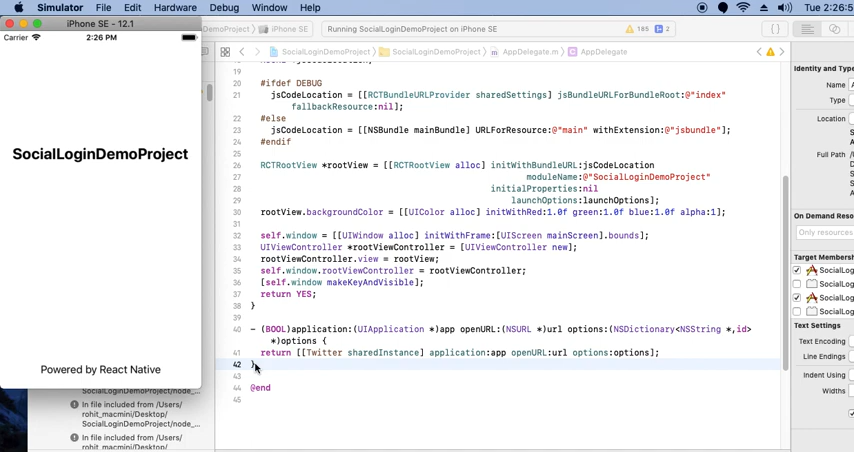 Simulator File Edit Hardware Debug Window Help Tue 2:26:5
iPhone SE - 12.1
DemoProject iPhone SE Running SocialLoginDemoProject on iPhone SE 185 2
Carrier 2:26 PM
SocialLoginDemoProject SocialLoginDemoProject AppDelegate.m AppDelegate
19
20 #ifdef DEBUG
21 jsCodeLocation = [[RCTBundleURLProvider sharedSettings] jsBundleURLForBundleRoot:@"index"
fallbackResource:nil];
22 #else
23 jsCodeLocation = [[NSBundle mainBundle] URLForResource:@"main" withExtension:@"jsbundle"];
24 #endif
25
26 RCTRootView *rootView = [[RCTRootView alloc] initWithBundleURL:jsCodeLocation
27 moduleName:@"SocialLoginDemoProject"
28 initialProperties:nil
29 launchOptions:launchOptions];
30 rootView.backgroundColor = [[UIColor alloc] initWithRed:1.0f green:1.0f blue:1.0f alpha:1];
31
32 self.window = [[UIWindow alloc] initWithFrame:[UIScreen mainScreen].bounds];
33 UIViewController *rootViewController = [UIViewController new];
34 rootViewController.view = rootView;
35 self.window.rootViewController = rootViewController;
36 [self.window makeKeyAndVisible];
37 return YES;
38 }
39
40 - (BOOL)application:(UIApplication *)app openURL:(NSURL *)url options:(NSDictionary<NSString *,id>
*)options {
41 return [[Twitter sharedInstance] application:app openURL:url options:options];
42 }
43
44 @end
45
SocialLoginDemoProject
Powered by React Native
SocialLoginDemoProject/node_...
In file included from /Users/
rohit_macmini/Desktop/
SocialLoginDemoProject/node_...
In file included from /Users/
rohit_macmini/Desktop/
Identity and Type
Name
Type
Location
Full Path
On Demand Resou
Only resources
Target Membersh
SocialLog
SocialLog
SocialLog
SocialLog
Text Settings
Text Encoding
Line Endings
Indent Using
Widths